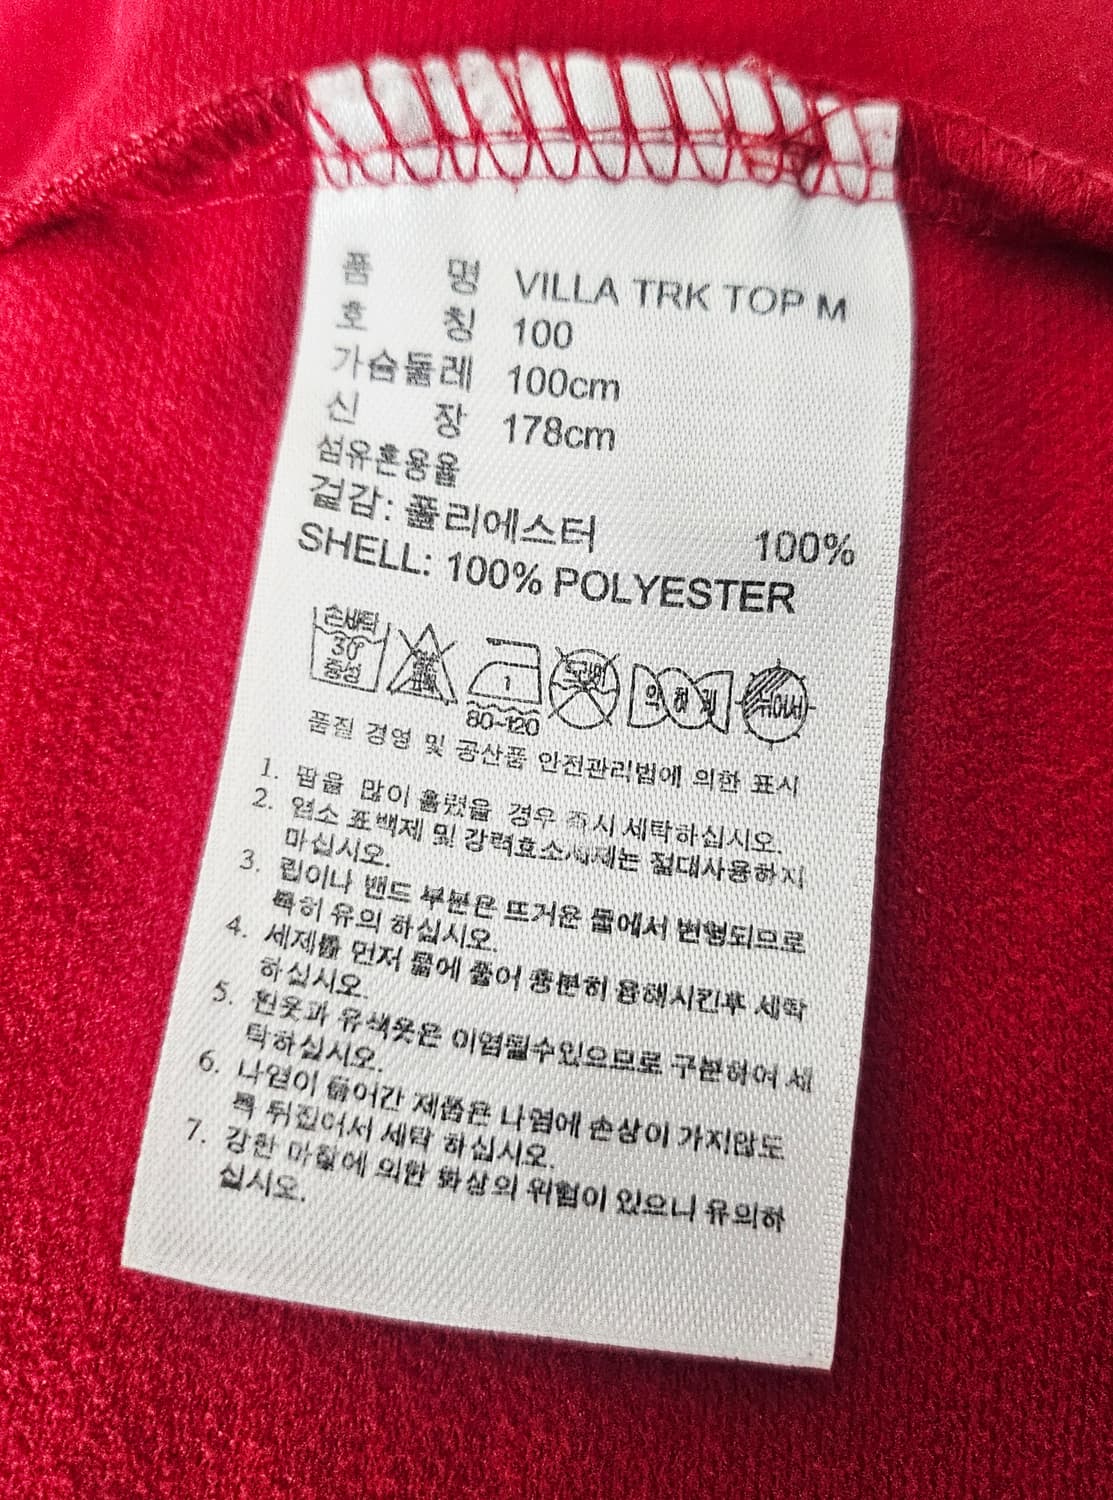 품 명 VILLA TRK TOP M
호 칭 100
가슴둘레 100cm
신 장 178cm
섬유혼용율
겉감: 폴리에스터 100%
SHELL: 100% POLYESTER
손세탁 30° 중성 80~120
품질 경영 및 공산품 안전관리법에 의한 표시
1. 땀을 많이 흘렸을 경우 즉시 세탁하십시오.
2. 염소 표백제 및 강력효소세제는 절대사용하지
마십시오.
3. 립이나 밴드 부분은 뜨거운 물에서 변형되므로
특히 유의 하십시오.
4. 세제를 먼저 물에 풀어 충분히 용해시킨후 세탁
하십시오.
5. 흰옷과 유색옷은 이염될수있으므로 구분하여 세
탁하십시오.
6. 나염이 들어간 제품은 나염에 손상이 가지않도
록 뒤집어서 세탁 하십시오.
7. 강한 마찰에 의한 화상의 위험이 있으니 유의하
십시오.